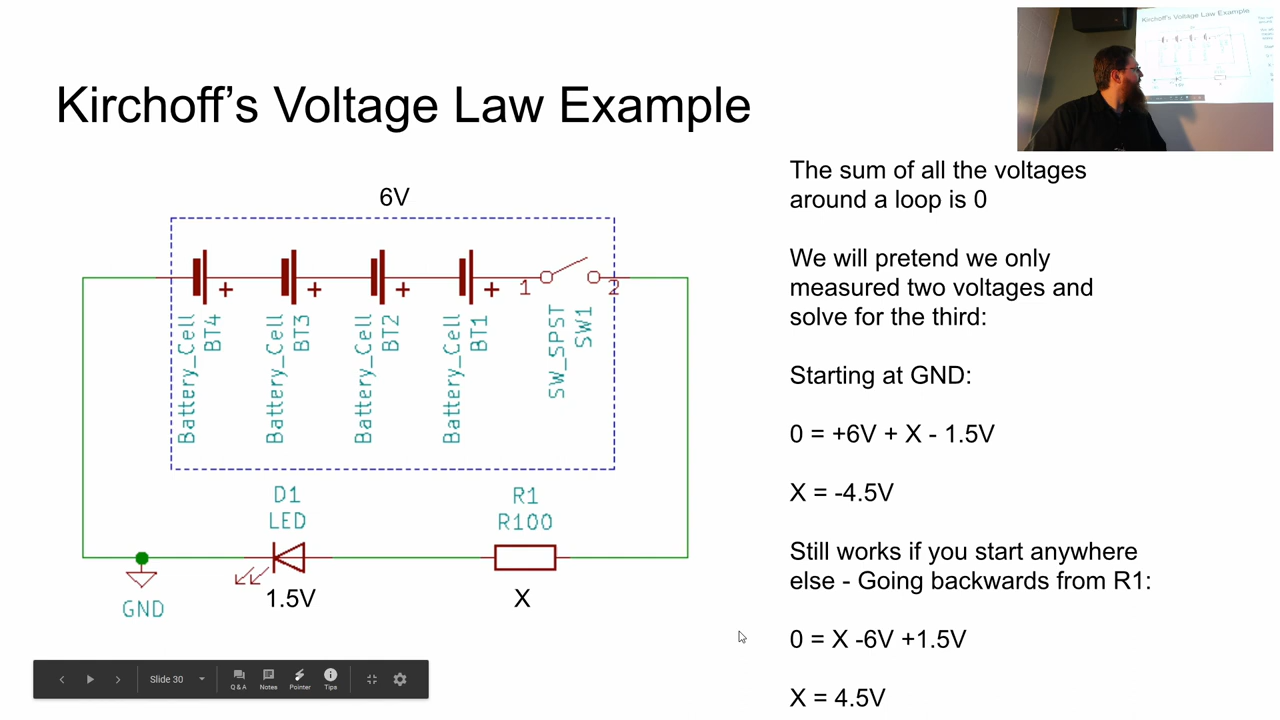 Kirchoff's Voltage Law Example
Kirchoff's Voltage Law Example
6V
+
+
+
+
1
2
Battery_Cell
BT4
Battery_Cell
BT3
Battery_Cell
BT2
Battery_Cell
BT1
SW_SPST
SW1
D1
LED
R1
R100
GND
1.5V
X
The sum of all the voltages
around a loop is 0
We will pretend we only
measured two voltages and
solve for the third:
Starting at GND:
0 = +6V + X - 1.5V
X = -4.5V
Still works if you start anywhere
else - Going backwards from R1:
0 = X -6V +1.5V
X = 4.5V
Slide 30
Q & A
Notes
Pointer
Tips